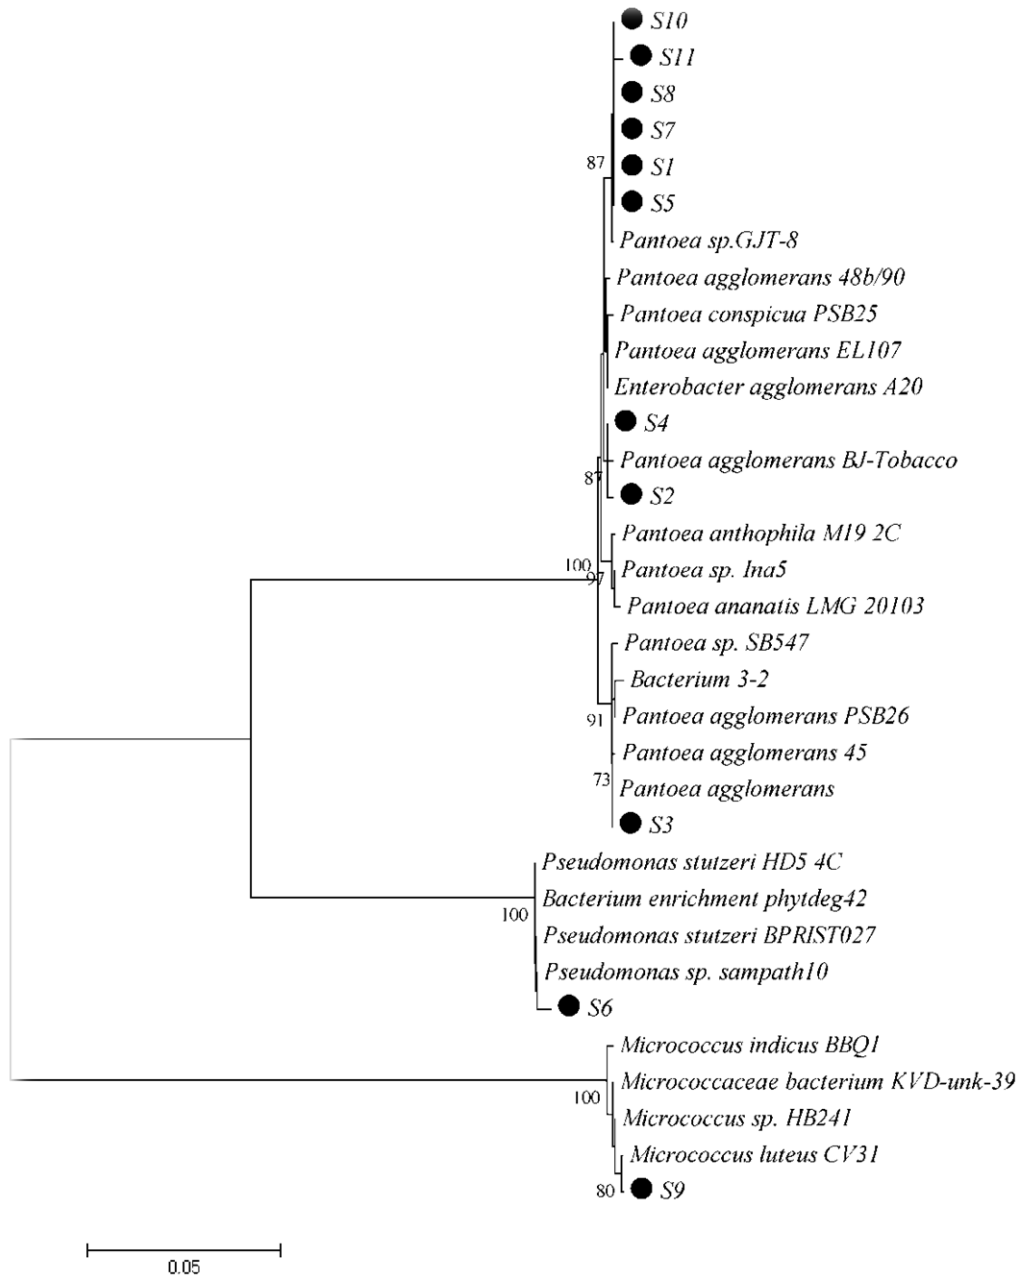 S10
S11
S8
S7
S1
87
S5
Pantoea sp.GJT-8
Pantoea agglomerans 48b/90
Pantoea conspicua PSB25
Pantoea agglomerans EL107
Enterobacter agglomerans A20
S4
Pantoea agglomerans BJ-Tobacco
87
S2
Pantoea anthophila M19 2C
100
Pantoea sp. Ina5
97
Pantoea ananatis LMG 20103
Pantoea sp. SB547
Bacterium 3-2
Pantoea agglomerans PSB26
91
Pantoea agglomerans 45
73
Pantoea agglomerans
S3
Pseudomonas stutzeri HD5 4C
Bacterium enrichment phytdeg42
100
Pseudomonas stutzeri BPRIST027
Pseudomonas sp. sampath10
S6
Micrococcus indicus BBQ1
Micrococcaceae bacterium KVD-unk-39
100
Micrococcus sp. HB241
Micrococcus luteus CV31
80
S9
0.05